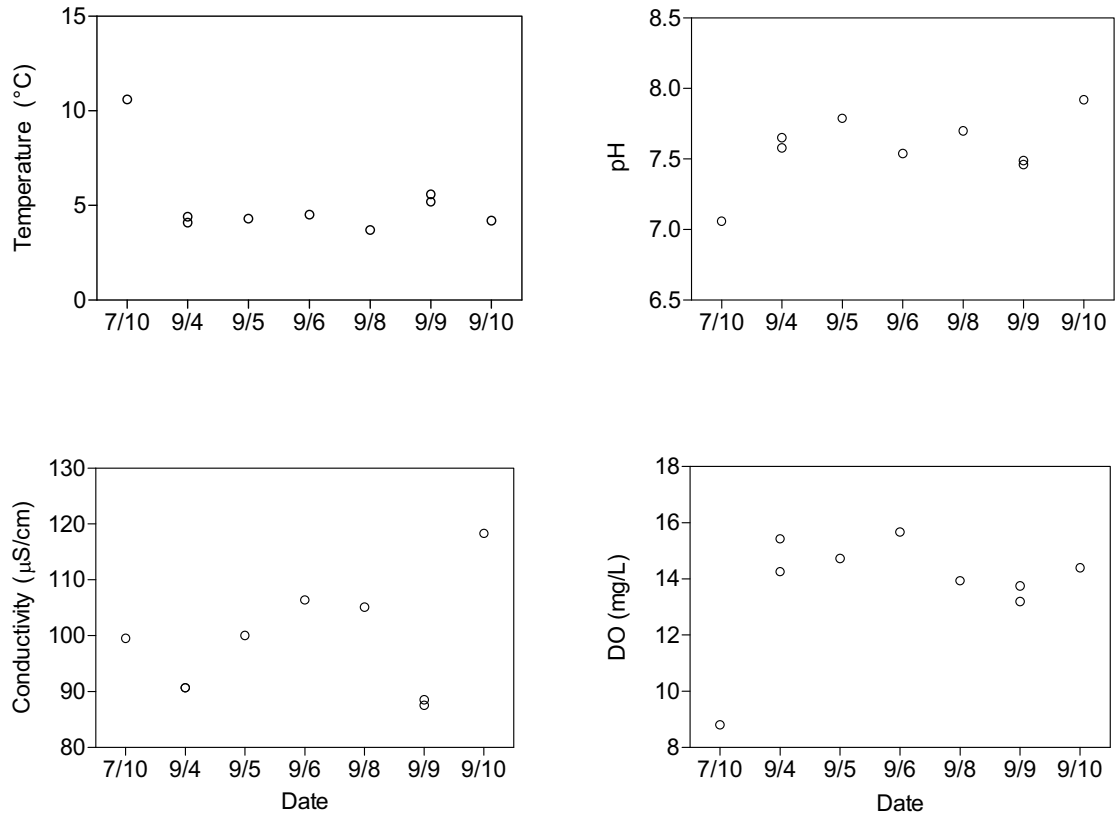 Temperature (°C)
15
10
5
0
7/10 9/4 9/5 9/6 9/8 9/9 9/10
pH
8.5
8.0
7.5
7.0
6.5
7/10 9/4 9/5 9/6 9/8 9/9 9/10
Conductivity (μS/cm)
130
120
110
100
90
80
7/10 9/4 9/5 9/6 9/8 9/9 9/10
Date
DO (mg/L)
18
16
14
12
10
8
7/10 9/4 9/5 9/6 9/8 9/9 9/10
Date